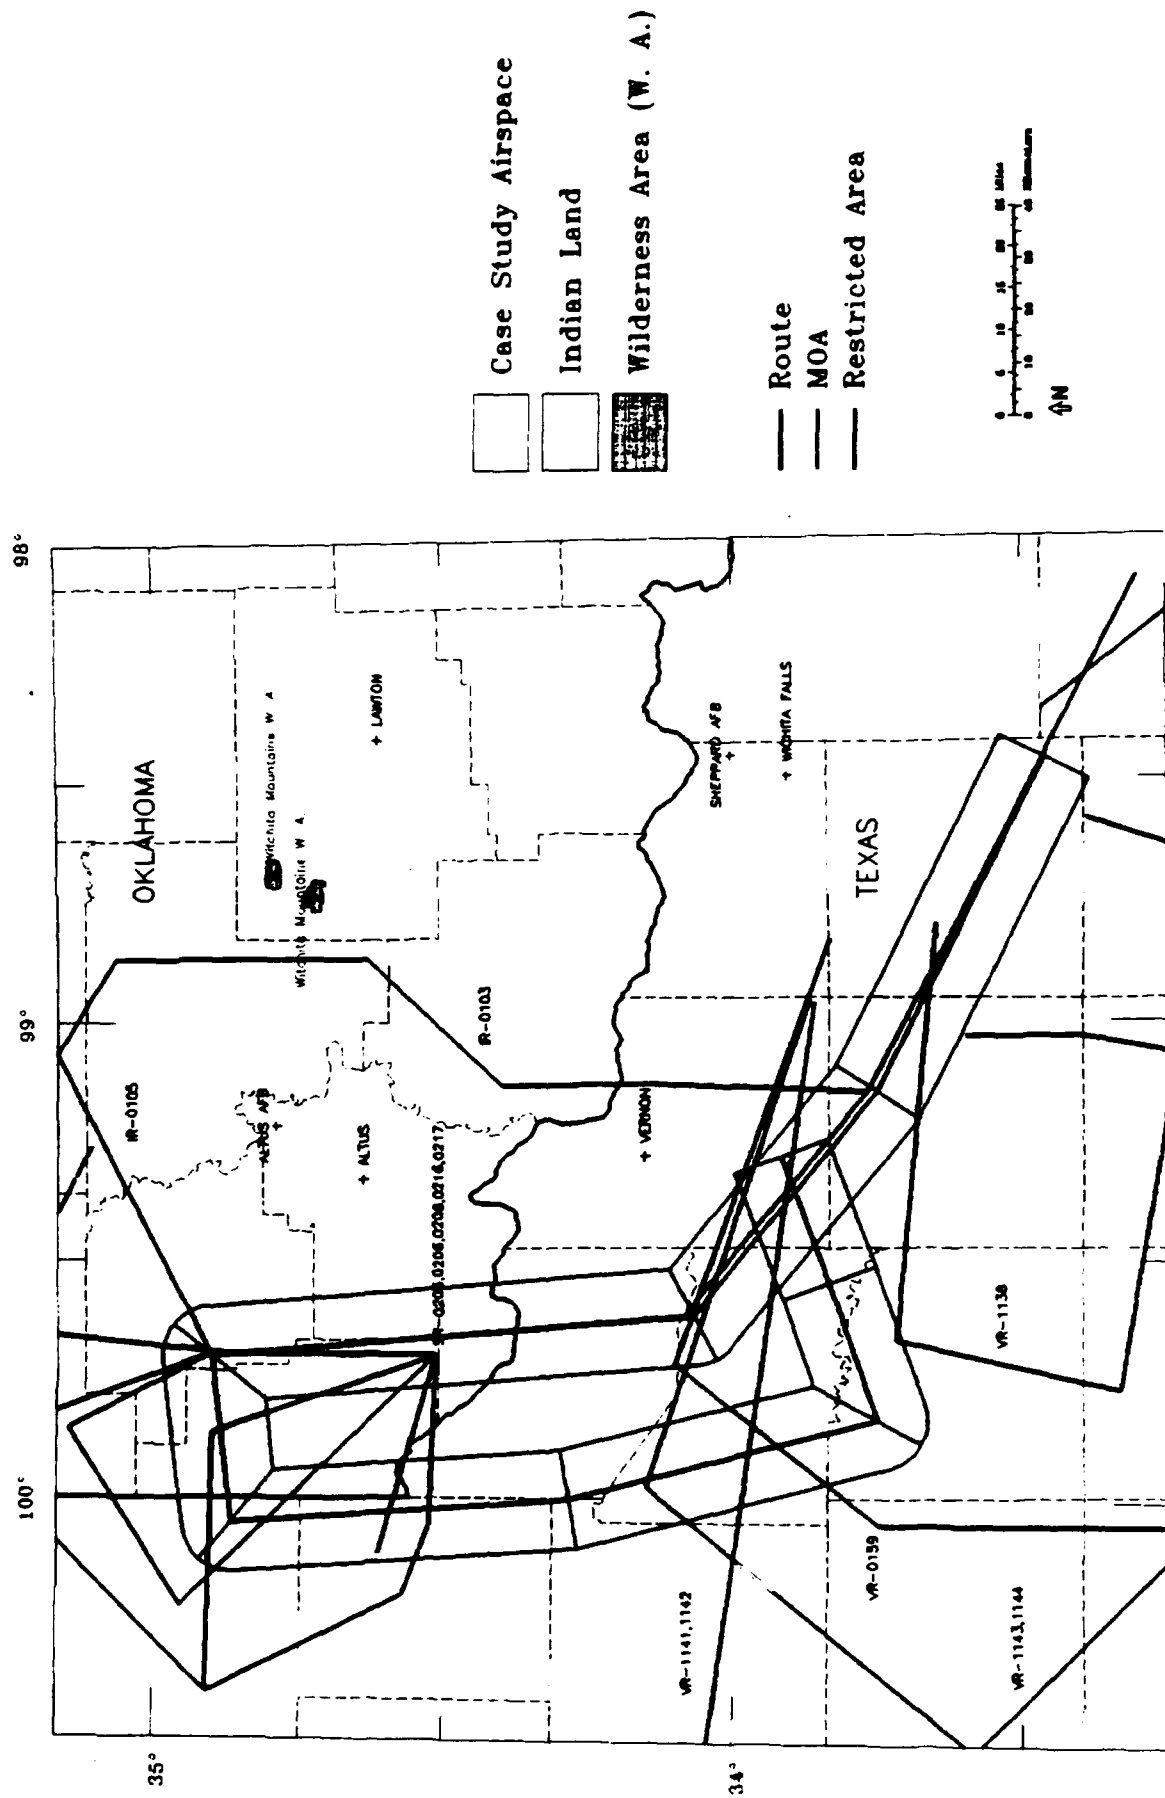 98°
99°
100°
35°
34°
OKLAHOMA
TEXAS
Witchita Mountains W A
Witchita Mountains W A.
+ LAWTON
IR-0105
ALTUS AFB
+ ALTUS
IR-0103
SHEPPARD AFB
+ WICHITA FALLS
+ VERNON
VR-1138
VR-1141,1142
VR-0159
VR-1143,1144
Case Study Airspace
Indian Land
Wilderness Area (W. A.)
Route
MOA
Restricted Area
N